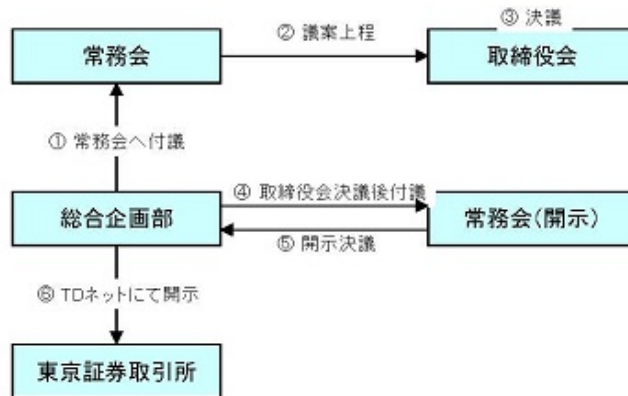 ③ 決議
② 議案上程
常務会
取締役会
① 常務会へ付議
④ 取締役会決議後付議
総合企画部
常務会(開示)
⑤ 開示決議
⑥ TDネットにて開示
東京証券取引所